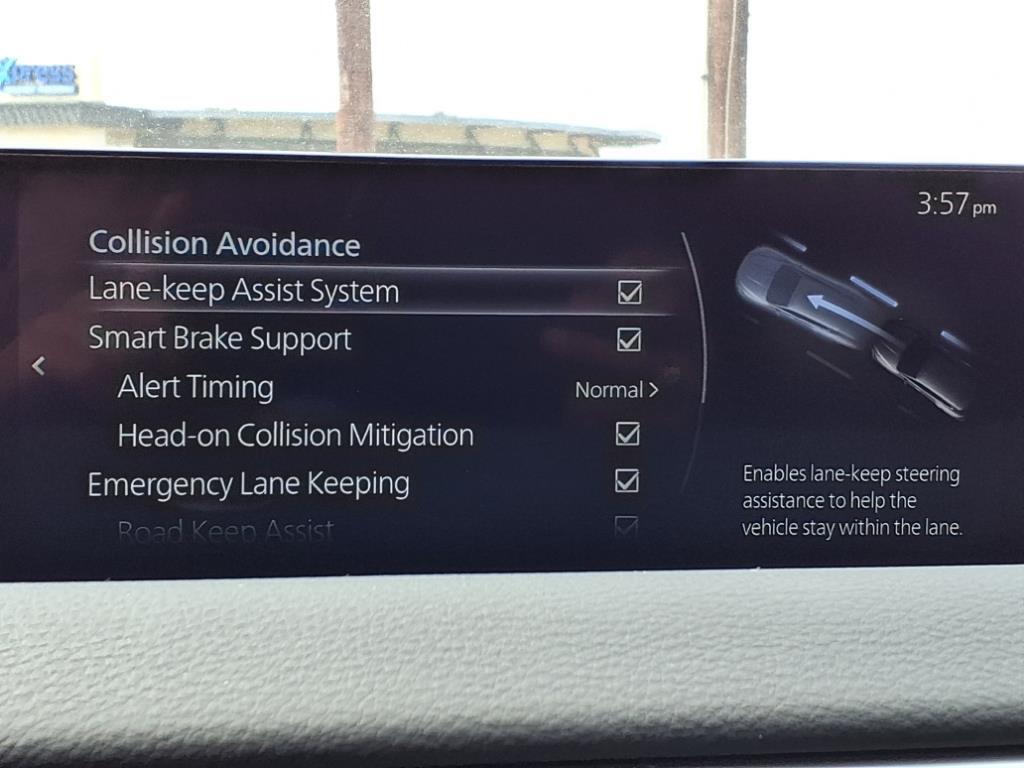 xpress
3:57 pm
Collision Avoidance
Lane-keep Assist System
Smart Brake Support
Alert Timing
Normal >
Head-on Collision Mitigation
Emergency Lane Keeping
Road Keep Assist
Enables lane-keep steering
assistance to help the
vehicle stay within the lane.